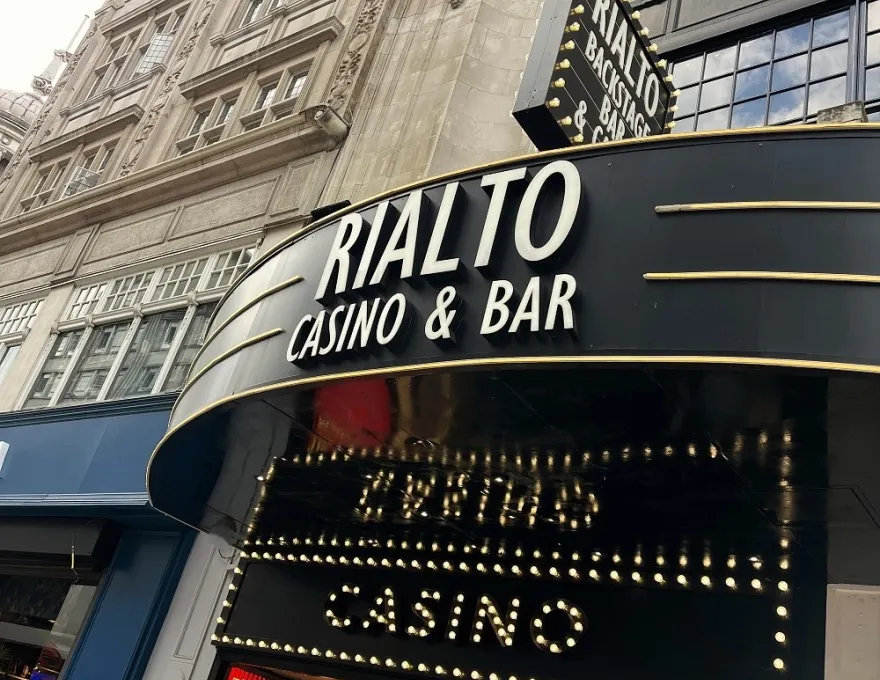 RIALTO
BACKSTAGE
BAR
&
RIALTO
CASINO & BAR
CASINO